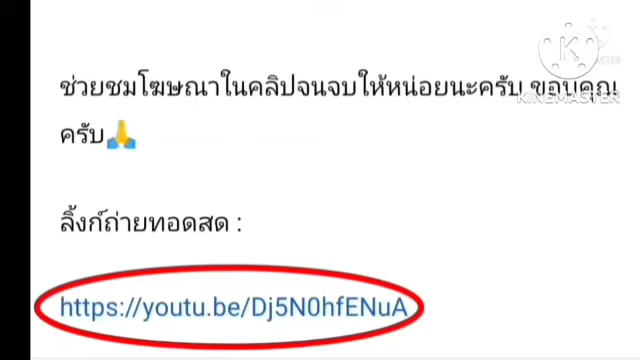 ช่วยชมโฆษณาในคลิปจนจบให้หน่อยนะครับ ขอบคุณ
ครับ🙏
ลิ้งก์ถ่ายทอดสด :
https://youtu.be/Dj5N0hfENuA
K
KINEMASTER